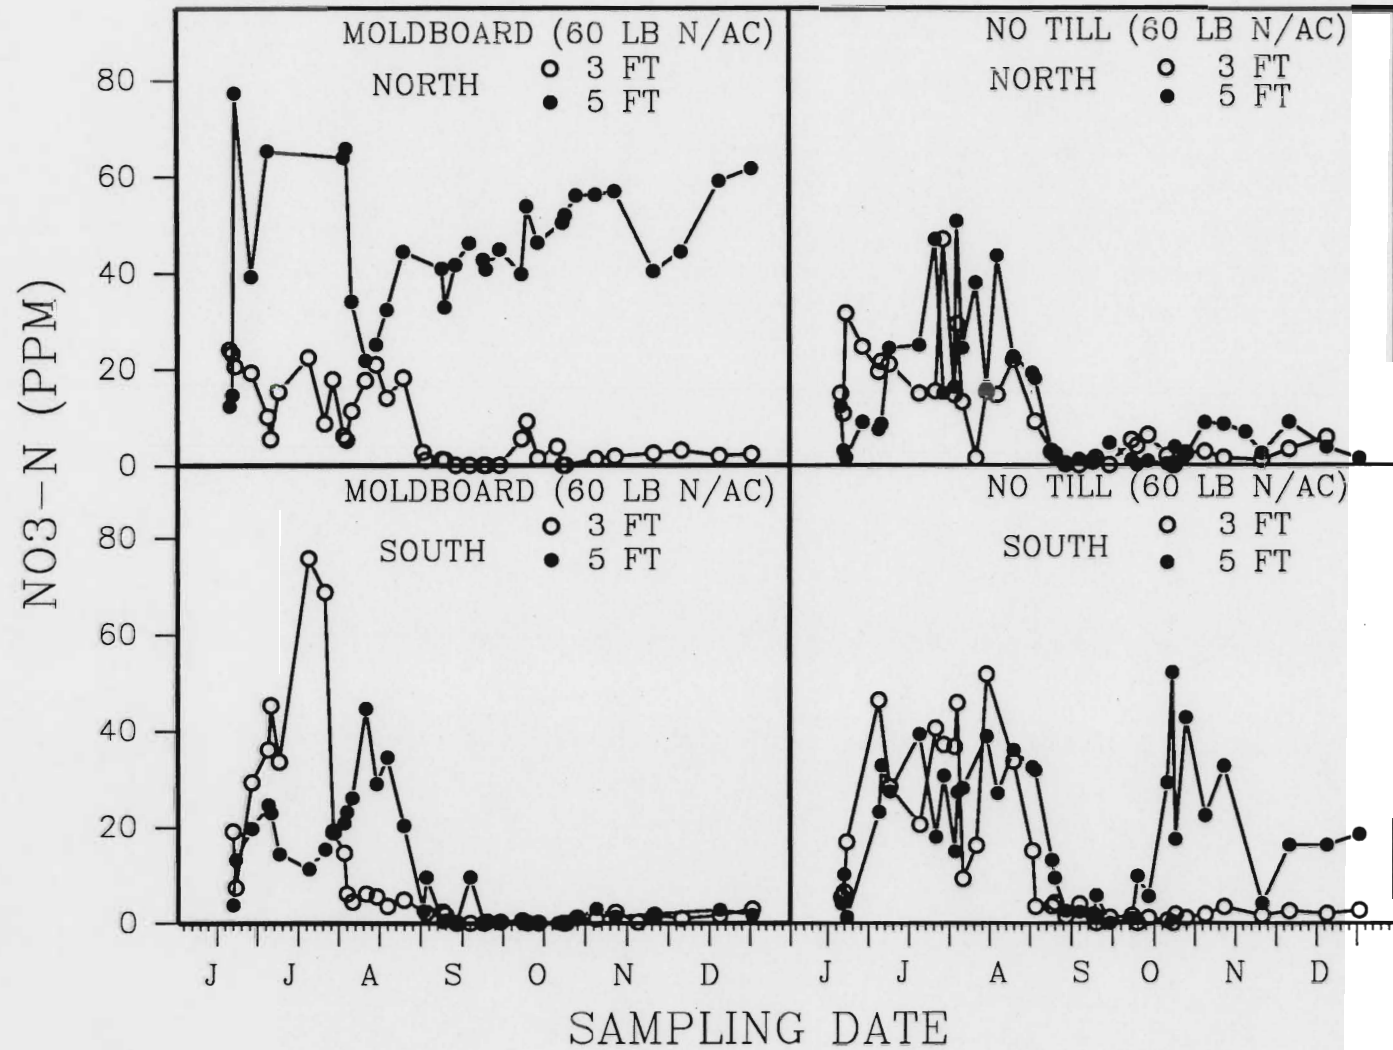 MOLDBOARD (60 LB N/AC)
NORTH
3 FT
5 FT
NO TILL (60 LB N/AC)
NORTH
3 FT
5 FT
80
60
40
20
0
MOLDBOARD (60 LB N/AC)
SOUTH
3 FT
5 FT
NO TILL (60 LB N/AC)
SOUTH
3 FT
5 FT
80
60
40
20
0
NO3-N (PPM)
J J A S O N D
J J A S O N D
SAMPLING DATE